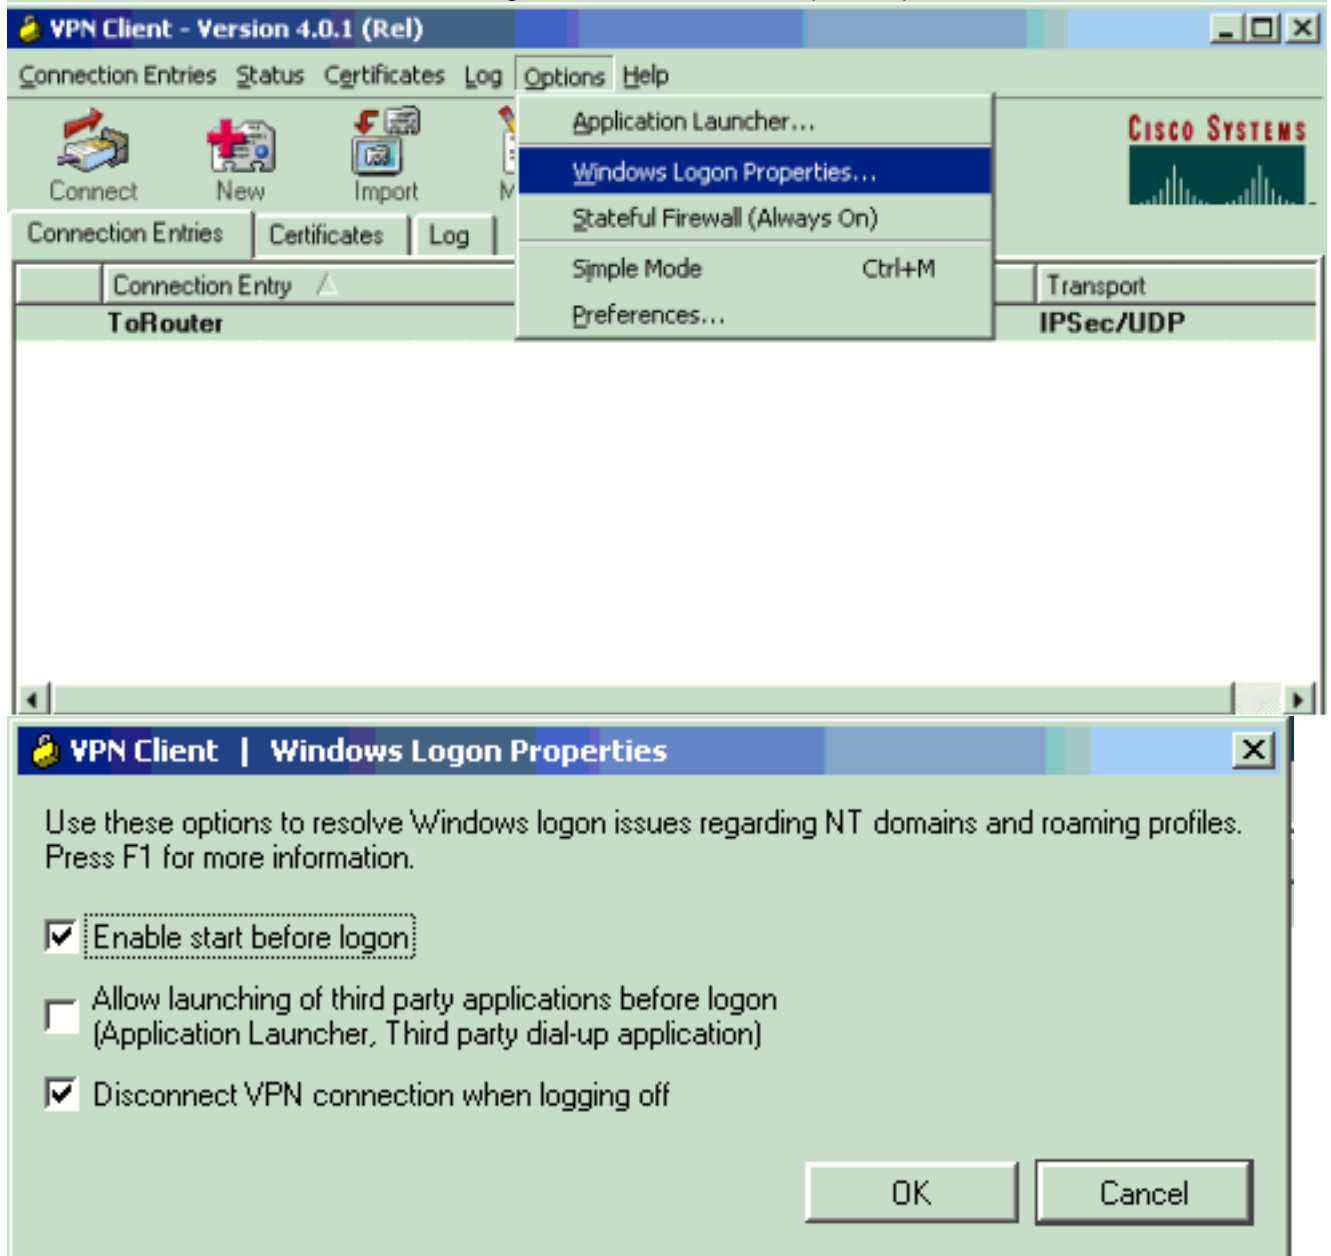 VPN Client - Version 4.0.1 (Rel)
Connection Entries Status Certificates Log Options Help
Application Launcher...
CISCO SYSTEMS
Windows Logon Properties...
Connect New Import
Stateful Firewall (Always On)
Connection Entries Certificates Log
Simple Mode Ctrl+M
Connection Entry Transport
Preferences...
ToRouter IPSec/UDP
VPN Client | Windows Logon Properties
Use these options to resolve Windows logon issues regarding NT domains and roaming profiles.
Press F1 for more information.
Enable start before logon
Allow launching of third party applications before logon
(Application Launcher, Third party dial-up application)
Disconnect VPN connection when logging off
OK Cancel